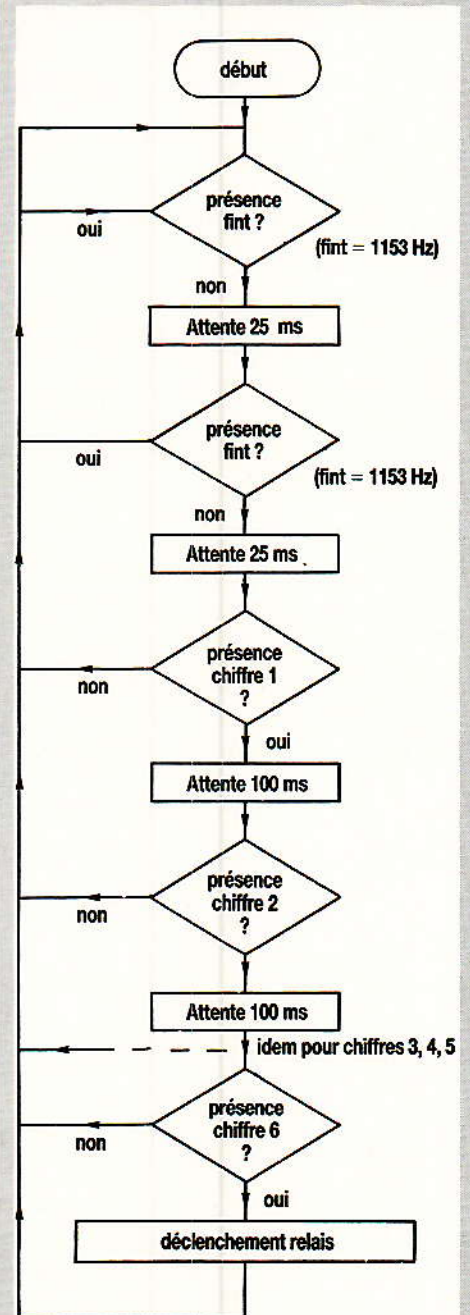 début
présence
fint ?
oui
(fint = 1153 Hz)
non
Attente 25 ms
présence
fint ?
oui
(fint = 1153 Hz)
non
Attente 25 ms
présence
chiffre 1
?
non
oui
Attente 100 ms
présence
chiffre 2
?
non
Attente 100 ms
idem pour chiffres 3, 4, 5
présence
chiffre 6
?
non
oui
déclenchement relais